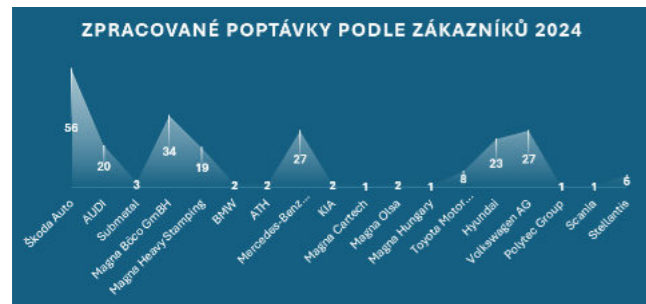 ZPRACOVANÉ POPTÁVKY PODLE ZÁKAZNÍKŮ 2024
56
20
3
34
19
2
2
27
2
1
2
1
8
23
27
1
1
6
Škoda Auto
AUDI
Submatal
Magna Böco GmBH
Magna Heavy Stamping
BMW
ATH
Mercedes-Benz...
KIA
Magna Cartech
Magna Olsa
Magna Hungary
Toyota Motor...
Hyundai
Volkswagen AG
Polytec Group
Scania
Stellantis